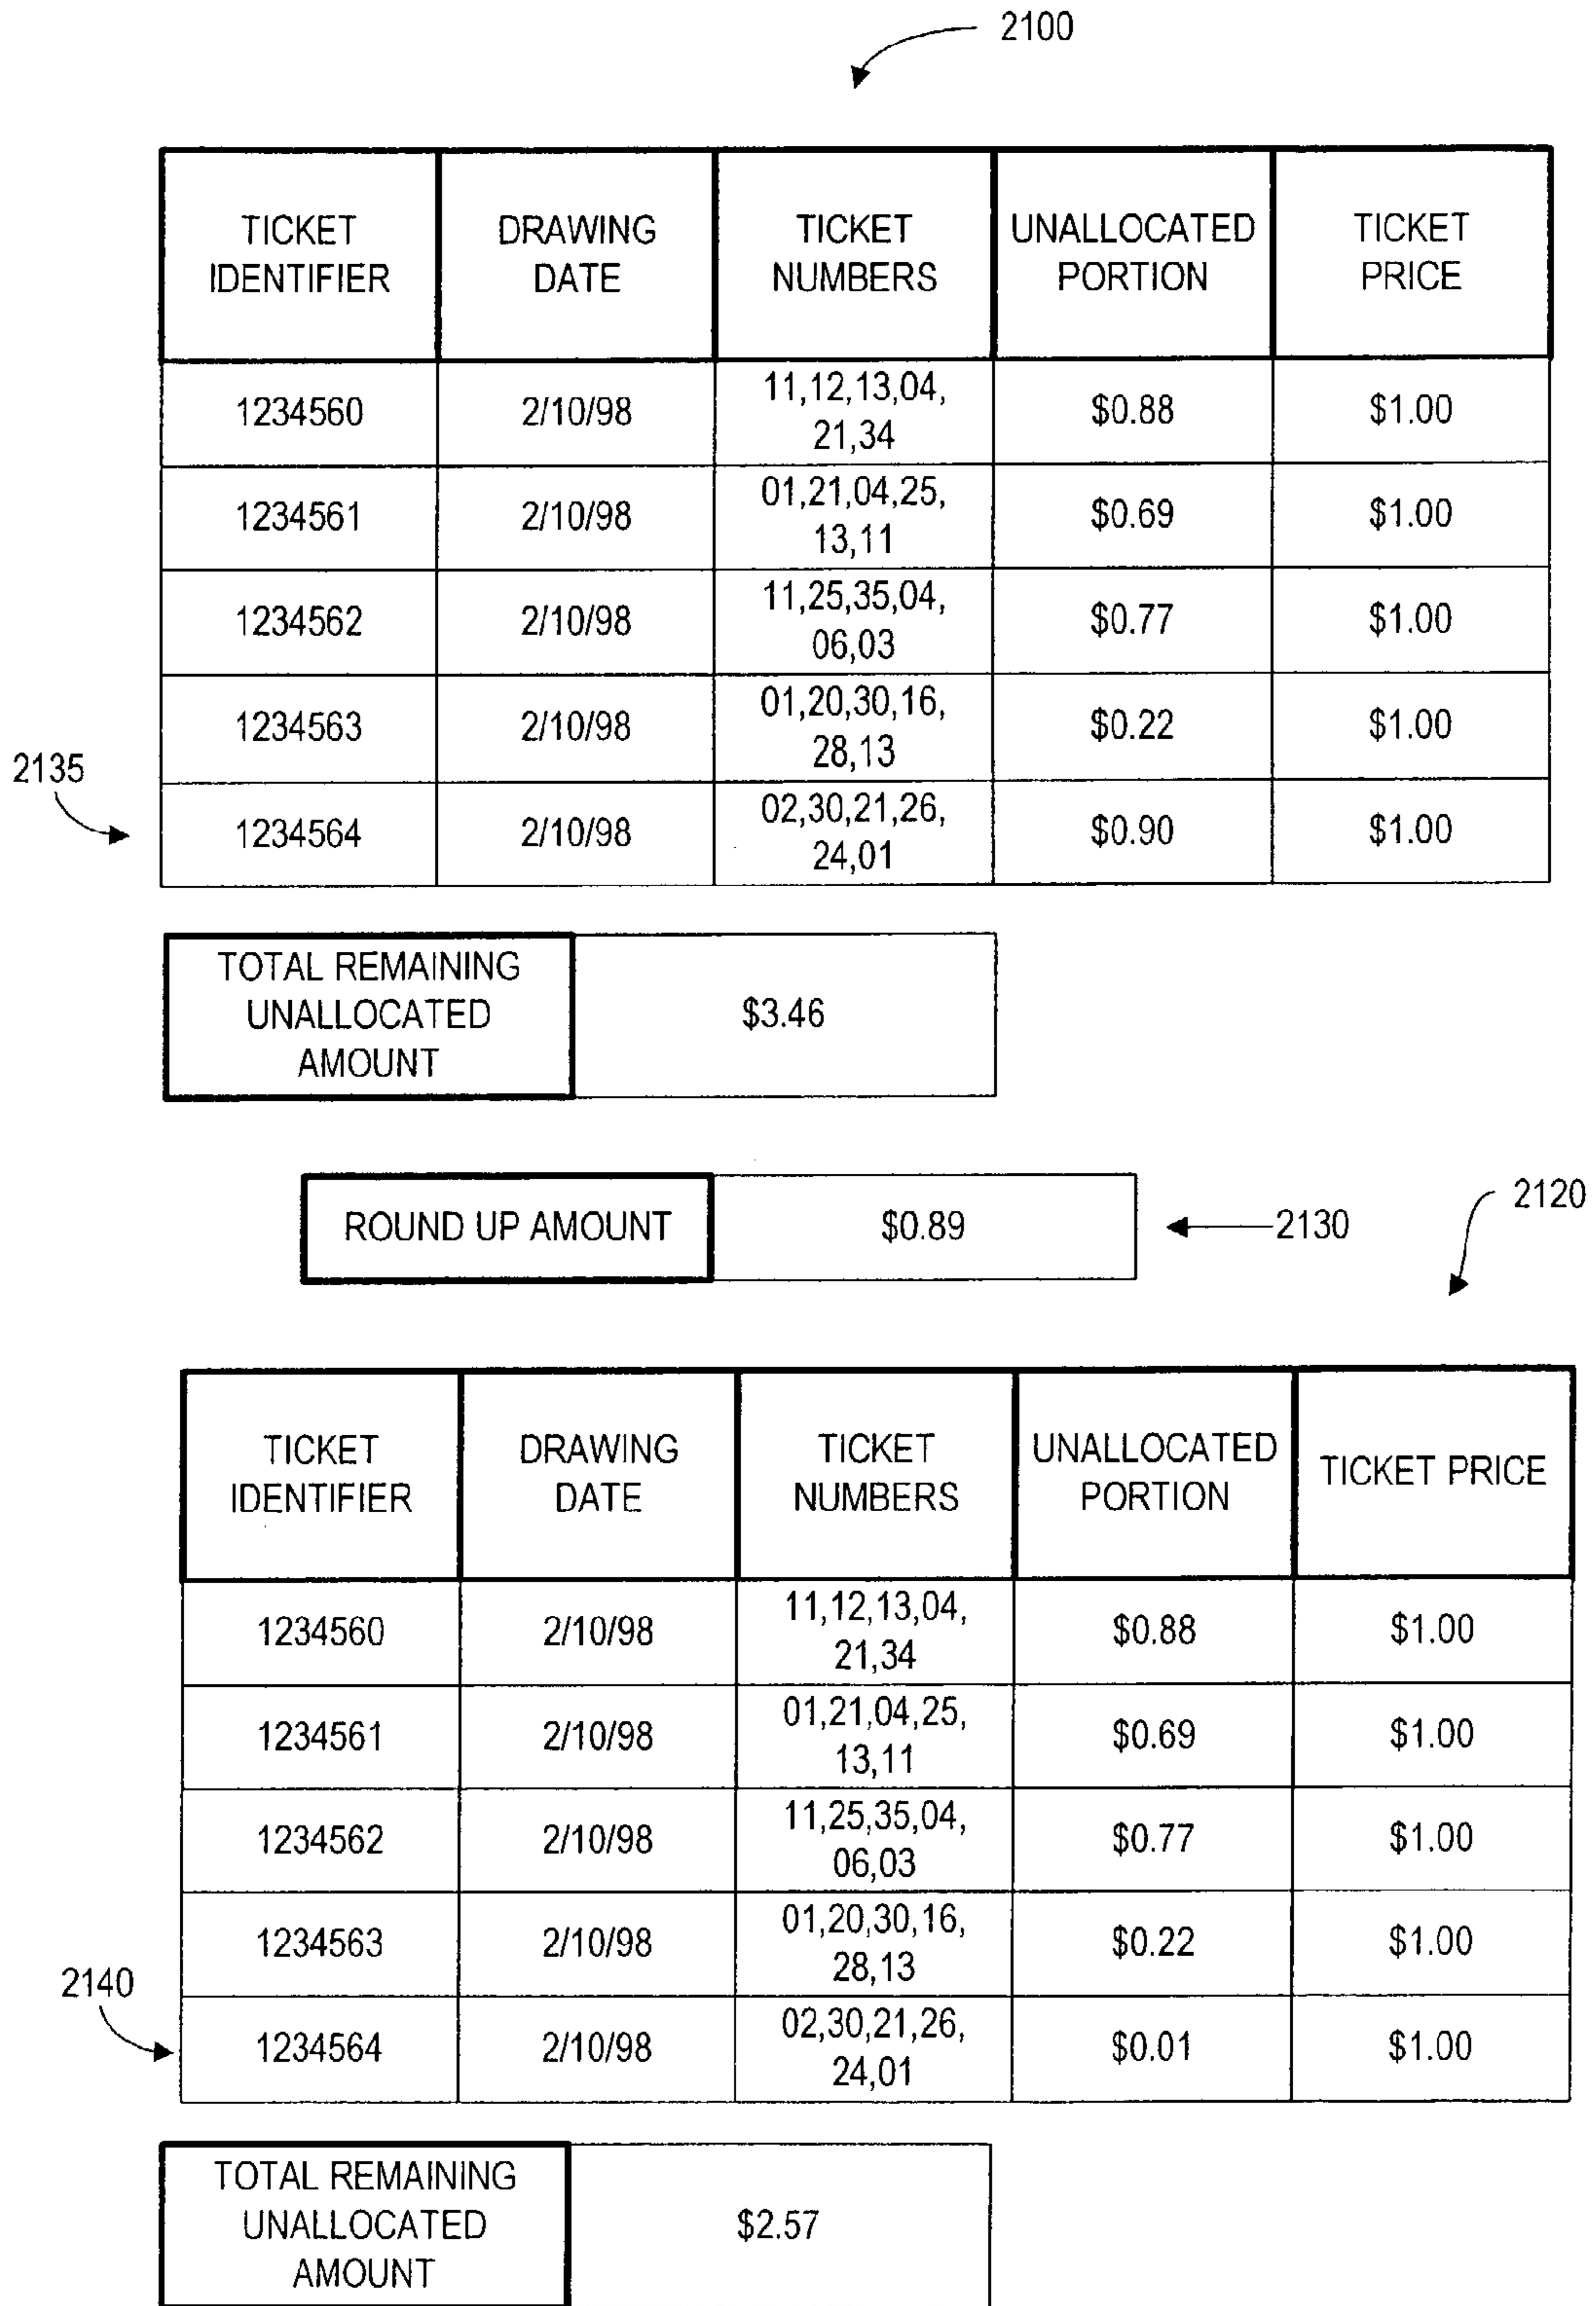 2100
TICKET IDENTIFIER DRAWING DATE TICKET NUMBERS UNALLOCATED PORTION TICKET PRICE
1234560 2/10/98 11,12,13,04, 21,34 $0.88 $1.00
1234561 2/10/98 01,21,04,25, 13,11 $0.69 $1.00
1234562 2/10/98 11,25,35,04, 06,03 $0.77 $1.00
1234563 2/10/98 01,20,30,16, 28,13 $0.22 $1.00
2135
1234564 2/10/98 02,30,21,26, 24,01 $0.90 $1.00
TOTAL REMAINING
UNALLOCATED
AMOUNT
$3.46
ROUND UP AMOUNT $0.89 2130
2120
TICKET IDENTIFIER DRAWING DATE TICKET NUMBERS UNALLOCATED PORTION TICKET PRICE
1234560 2/10/98 11,12,13,04, 21,34 $0.88 $1.00
1234561 2/10/98 01,21,04,25, 13,11 $0.69 $1.00
1234562 2/10/98 11,25,35,04, 06,03 $0.77 $1.00
1234563 2/10/98 01,20,30,16, 28,13 $0.22 $1.00
2140
1234564 2/10/98 02,30,21,26, 24,01 $0.01 $1.00
TOTAL REMAINING
UNALLOCATED
AMOUNT
$2.57